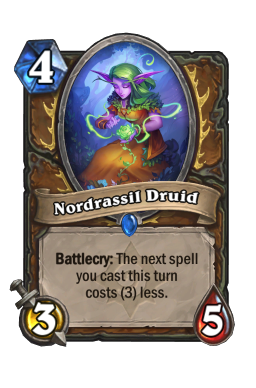 4
Nordrassil Druid
Battlecry: The next spell
you cast this turn
costs (3) less.
3
5